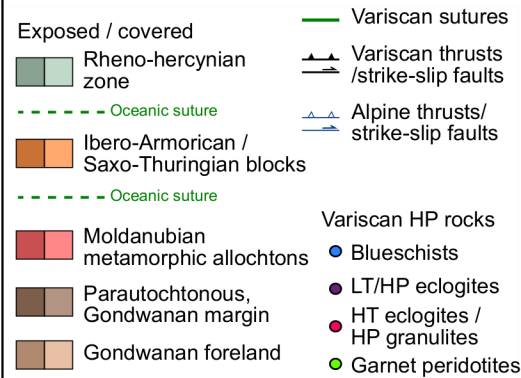 Exposed / covered
Rheno-hercynian
zone
Oceanic suture
Ibero-Armorican /
Saxo-Thuringian blocks
Oceanic suture
Moldanubian
metamorphic allochtons
Parautochtonous,
Gondwanan margin
Gondwanan foreland
Variscan sutures
Variscan thrusts
/strike-slip faults
Alpine thrusts/
strike-slip faults
Variscan HP rocks
Blueschists
LT/HP eclogites
HT eclogites /
HP granulites
Garnet peridotites